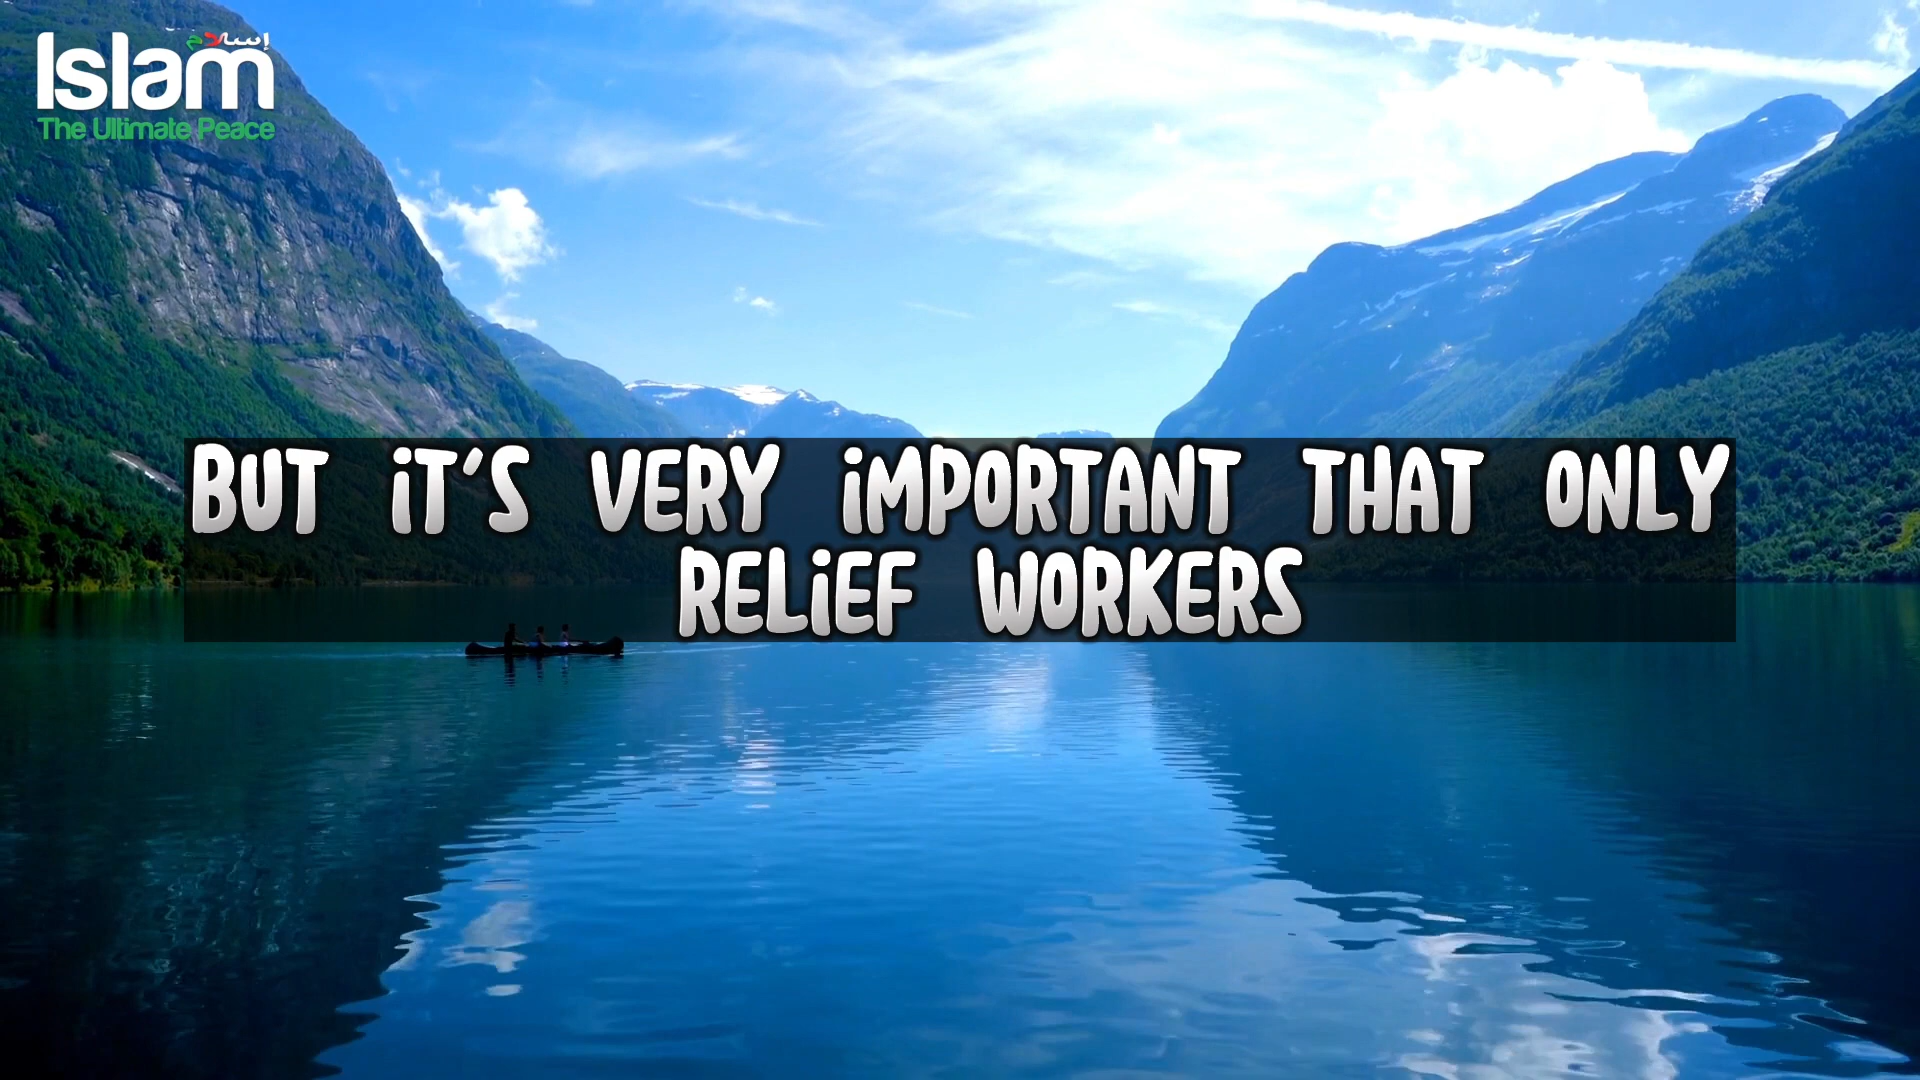 إسلام
Islam
The Ultimate Peace
BUT iT'S VERY iMPORTANT THAT ONLY
RELiEF WORKERS